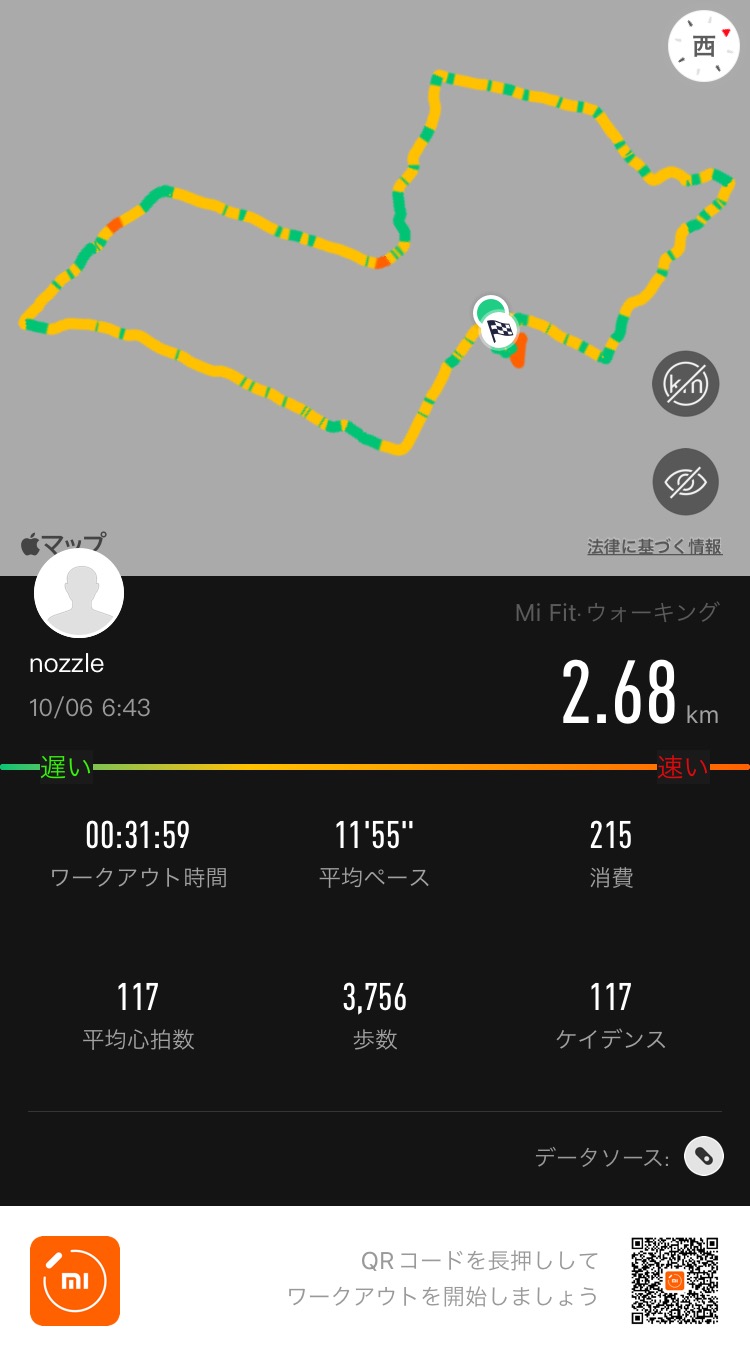 西
km
マップ
法律に基づく情報
Mi Fit·ウォーキング
nozzle
2.68 km
10/06 6:43
遅い 速い
00:31:59 11'55" 215
ワークアウト時間 平均ペース 消費
117 3,756 117
平均心拍数 歩数 ケイデンス
データソース:
mi
QRコードを長押しして
ワークアウトを開始しましょう